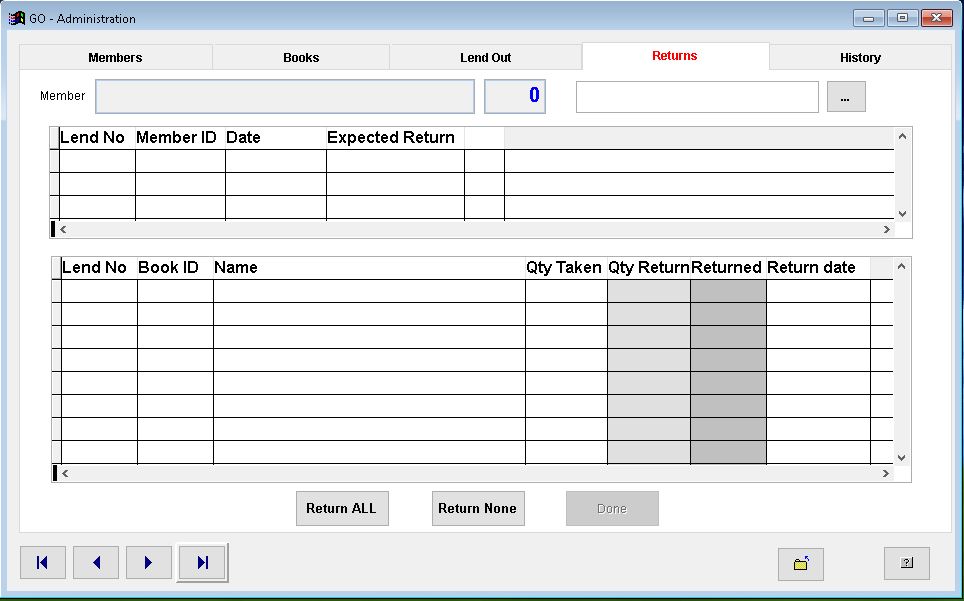 GO - Administration
Members Books Lend Out Returns History
Member 0 ...
Lend No Member ID Date Expected Return
Lend No Book ID Name Qty Taken Qty Return Returned Return date
Return ALL Return None Done
?